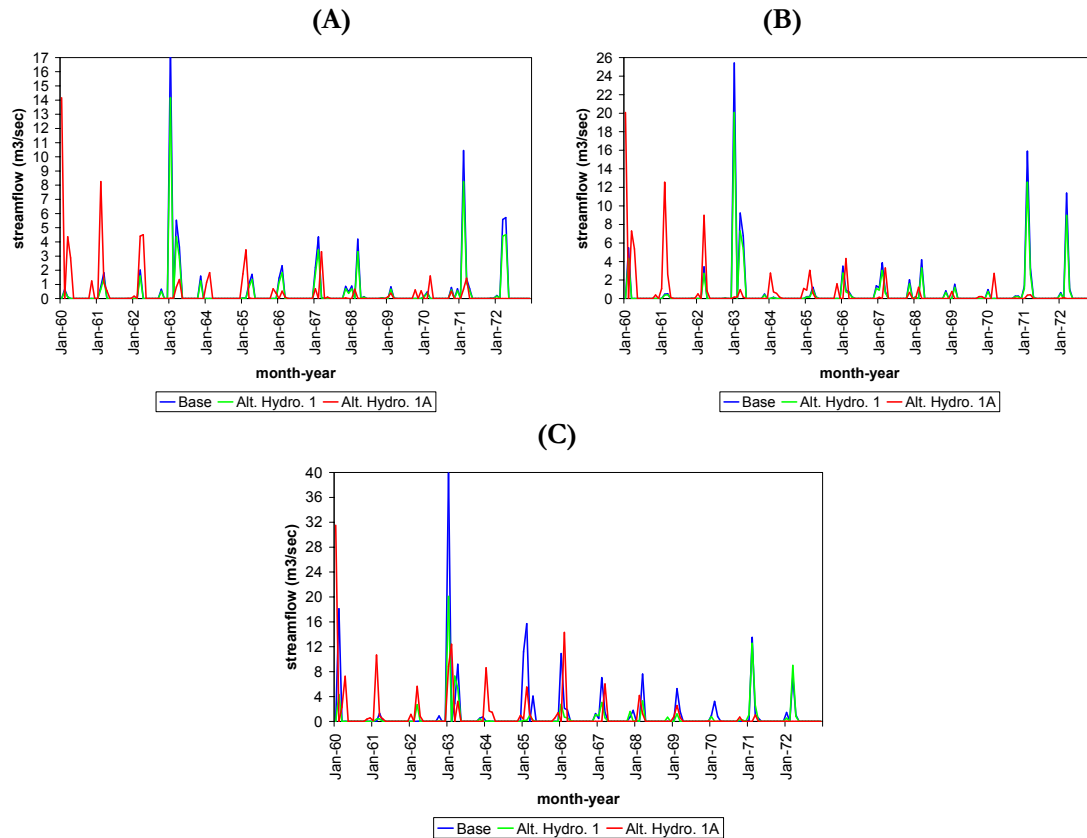 (A)
streamflow (m3/sec)
17
16
14
13
11
10
9
7
6
4
3
1
0
Jan-60
Jan-61
Jan-62
Jan-63
Jan-64
Jan-65
Jan-66
Jan-67
Jan-68
Jan-69
Jan-70
Jan-71
Jan-72
month-year
Base Alt. Hydro. 1 Alt. Hydro. 1A
(B)
streamflow (m3/sec)
26
24
22
20
18
16
14
12
10
8
6
4
2
0
Jan-60
Jan-61
Jan-62
Jan-63
Jan-64
Jan-65
Jan-66
Jan-67
Jan-68
Jan-69
Jan-70
Jan-71
Jan-72
month-year
Base Alt. Hydro. 1 Alt. Hydro. 1A
(C)
streamflow (m3/sec)
40
36
32
28
24
20
16
12
8
4
0
Jan-60
Jan-61
Jan-62
Jan-63
Jan-64
Jan-65
Jan-66
Jan-67
Jan-68
Jan-69
Jan-70
Jan-71
Jan-72
month-year
Base Alt. Hydro. 1 Alt. Hydro. 1A